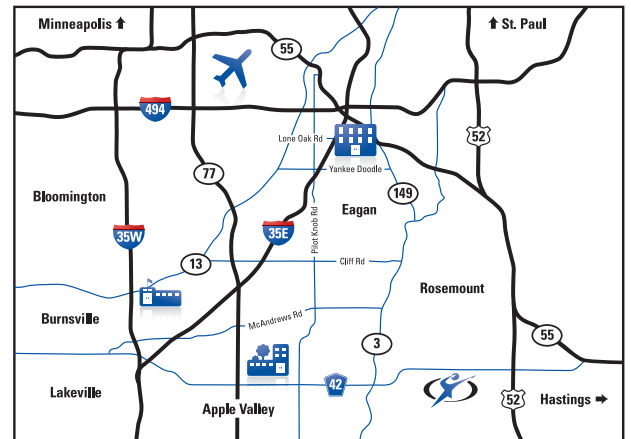 Minneapolis
St. Paul
55
494
52
Lone Oak Rd
Yankee Doodle
77
Bloomington
149
Eagan
Pilot Knob Rd
35W
35E
13
Cliff Rd
Rosemount
Burnsville
McAndrews Rd
55
3
Lakeville
42
52
Hastings
Apple Valley